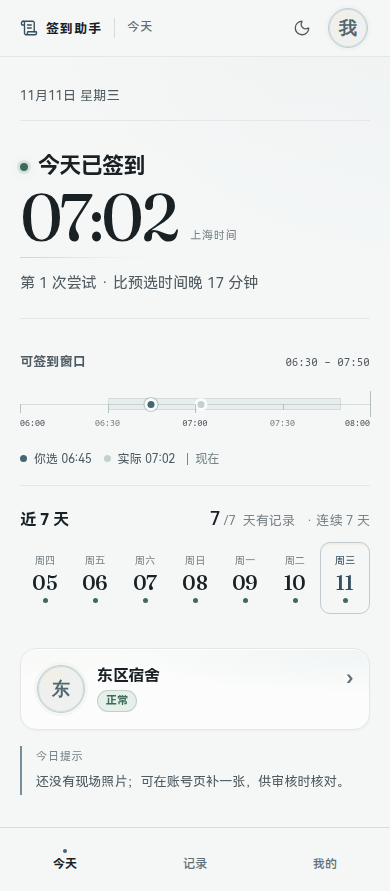 签到助手 今天 我
11月11日 星期三
今天已签到
07:02 上海时间
第 1 次尝试 · 比预选时间晚 17 分钟
可签到窗口 06:30 – 07:50
06:00 06:30 07:00 07:30 08:00
你选 06:45 实际 07:02 | 现在
近 7 天 7 /7 天有记录 · 连续 7 天
周四 周五 周六 周日 周一 周二 周三
05 06 07 08 09 10 11
东 东区宿舍
正常
今日提示
还没有现场照片；可在账号页补一张，供审核时核对。
今天 记录 我的